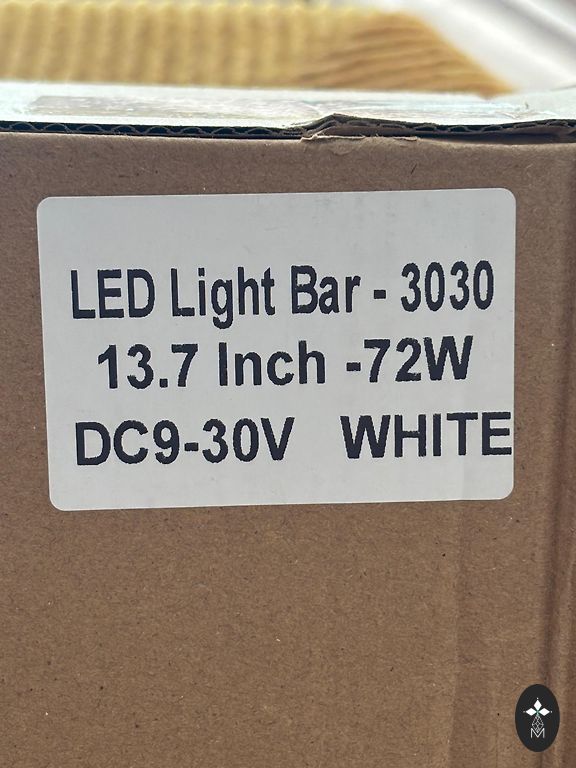 LED Light Bar - 3030
13.7 Inch -72W
DC9-30V WHITE